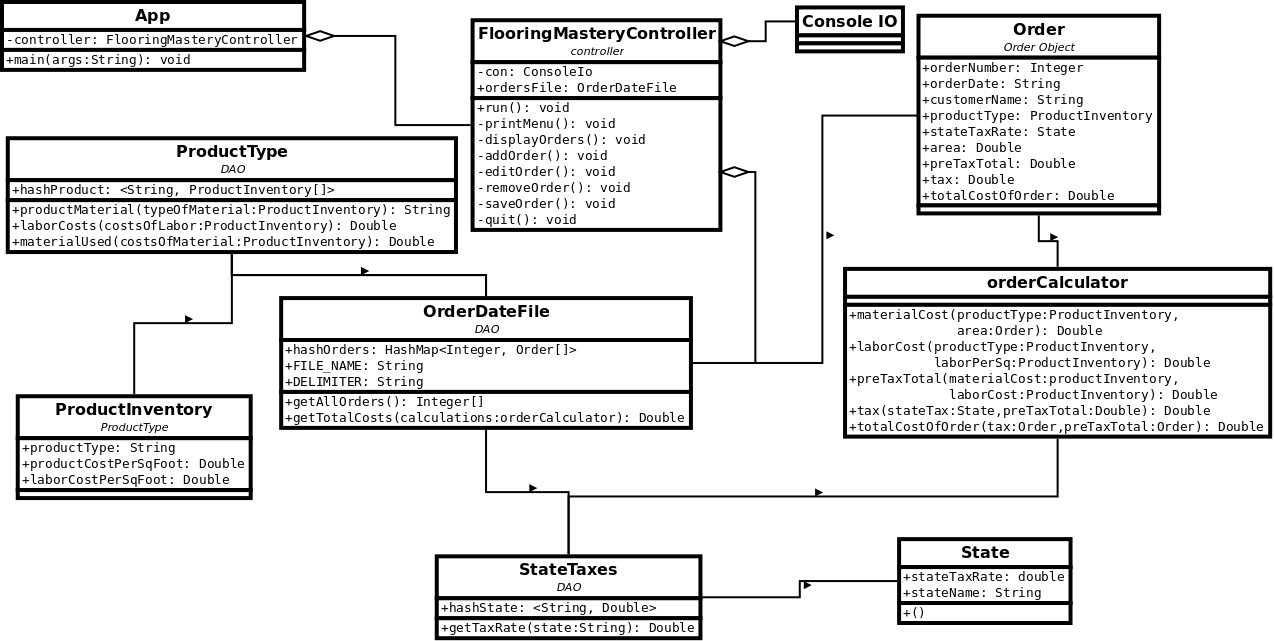 App
-controller: FlooringMasteryController
+main(args:String): void
FlooringMasteryController
controller
-con: ConsoleIo
+ordersFile: OrderDateFile
+run(): void
-printMenu(): void
-displayOrders(): void
-addOrder(): void
-editOrder(): void
-removeOrder(): void
-saveOrder(): void
-quit(): void
Console IO
Order
Order Object
+orderNumber: Integer
+orderDate: String
+customerName: String
+productType: ProductInventory
+stateTaxRate: State
+area: Double
+preTaxTotal: Double
+tax: Double
+totalCostOfOrder: Double
ProductType
DAO
+hashProduct: <String, ProductInventory[]>
+productMaterial(typeOfMaterial:ProductInventory): String
+laborCosts(costsOfLabor:ProductInventory): Double
+materialUsed(costsOfMaterial:ProductInventory): Double
OrderDateFile
DAO
+hashOrders: HashMap<Integer, Order[]>
+FILE_NAME: String
+DELIMITER: String
+getAllOrders(): Integer[]
+getTotalCosts(calculations:orderCalculator): Double
orderCalculator
+materialCost(productType:ProductInventory,
area:Order): Double
+laborCost(productType:ProductInventory,
laborPerSq:ProductInventory): Double
+preTaxTotal(materialCost:productInventory,
laborCost:ProductInventory): Double
+tax(stateTax:State,preTaxTotal:Double): Double
+totalCostOfOrder(tax:Order,preTaxTotal:Order): Double
ProductInventory
ProductType
+productType: String
+productCostPerSqFoot: Double
+laborCostPerSqFoot: Double
StateTaxes
DAO
+hashState: <String, Double>
+getTaxRate(state:String): Double
State
+stateTaxRate: double
+stateName: String
+()